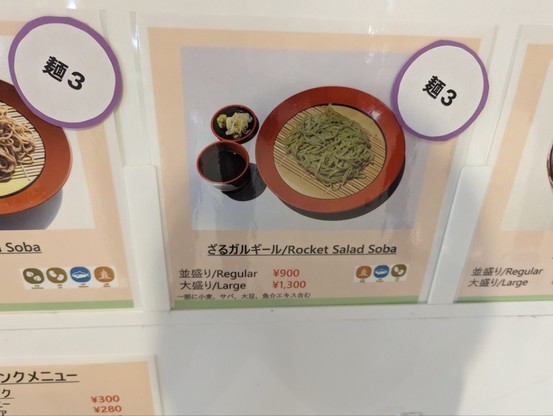 麺3
麺3
Soba
ざるガルギール/Rocket Salad Soba
並盛り/Regular ¥900
大盛り/Large ¥1,300
一部に小麦、サバ、大豆、魚介エキス含む
並盛り/Regular
大盛り/Large
ンクメニュー
ク ¥300
¥280